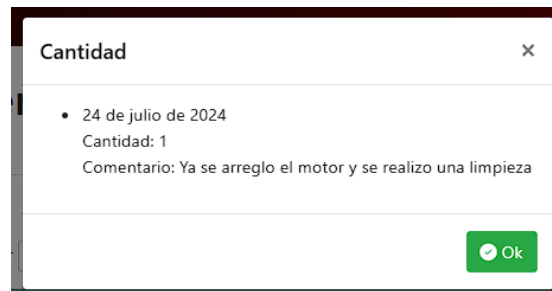 Cantidad ×
• 24 de julio de 2024
Cantidad: 1
Comentario: Ya se arreglo el motor y se realizo una limpieza
Ok